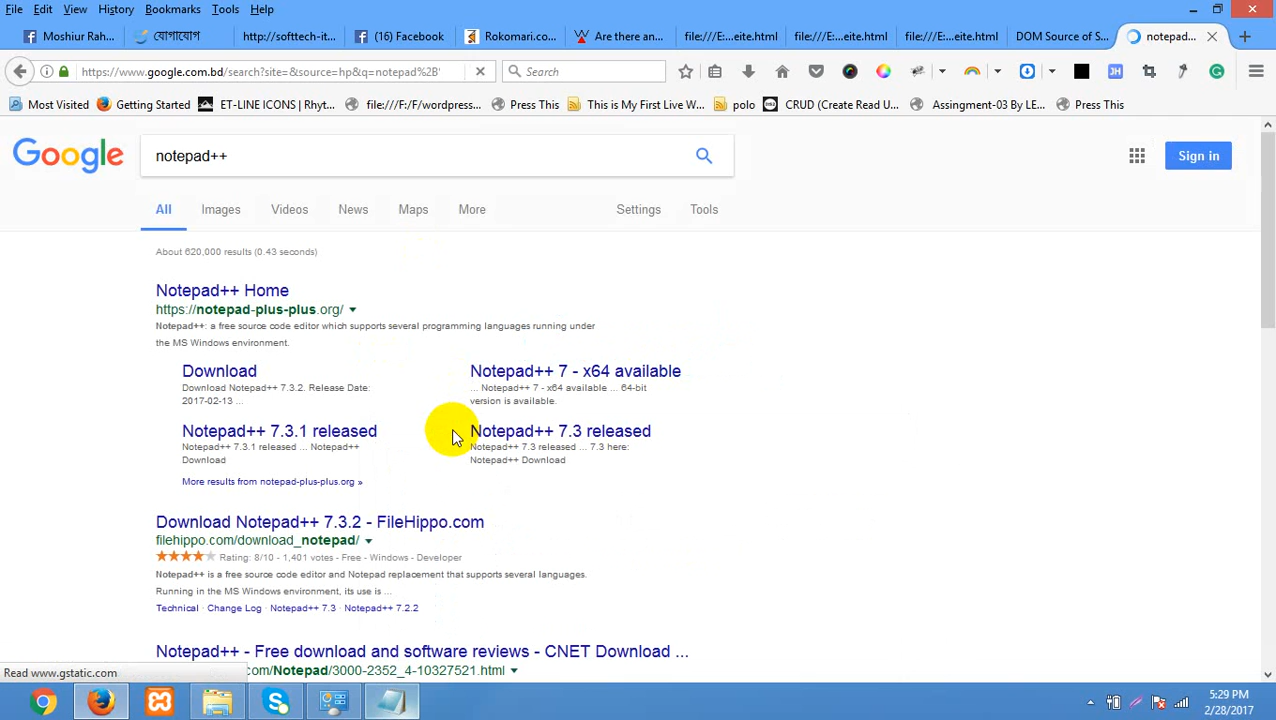 File Edit View History Bookmarks Tools Help
Moshiur Rah... যোগাযোগ http://softtech-it... (16) Facebook Rokomari.com... Are there an... file:///E:...eite.html file:///E:...eite.html file:///E:...eite.html DOM Source of S... notepad...
https://www.google.com.bd/search?site=&source=hp&q=notepad%2B' Search
Most Visited Getting Started ET-LINE ICONS | Rhyt... file:///F:/F/wordpress... Press This This is My First Live W... polo CRUD (Create Read U... Assingment-03 By LE... Press This
Google notepad++ Sign in
All Images Videos News Maps More Settings Tools
About 620,000 results (0.43 seconds)
Notepad++ Home
https://notepad-plus-plus.org/
Notepad++: a free source code editor which supports several programming languages running under
the MS Windows environment.
Download Notepad++ 7 - x64 available
Download Notepad++ 7.3.2. Release Date: ... Notepad++ 7 - x64 available ... 64-bit
2017-02-13 ... version is available.
Notepad++ 7.3.1 released Notepad++ 7.3 released
Notepad++ 7.3.1 released ... Notepad++ Notepad++ 7.3 released ... 7.3 here:
Download Notepad++ Download
More results from notepad-plus-plus.org »
Download Notepad++ 7.3.2 - FileHippo.com
filehippo.com/download_notepad/
Rating: 8/10 - 1,401 votes - Free - Windows - Developer
Notepad++ is a free source code editor and Notepad replacement that supports several languages.
Running in the MS Windows environment, its use is ...
Technical · Change Log · Notepad++ 7.3 · Notepad++ 7.2.2
Notepad++ - Free download and software reviews - CNET Download ...
Read www.gstatic.com com/Notepad/3000-2352_4-10327521.html
5:29 PM
2/28/2017